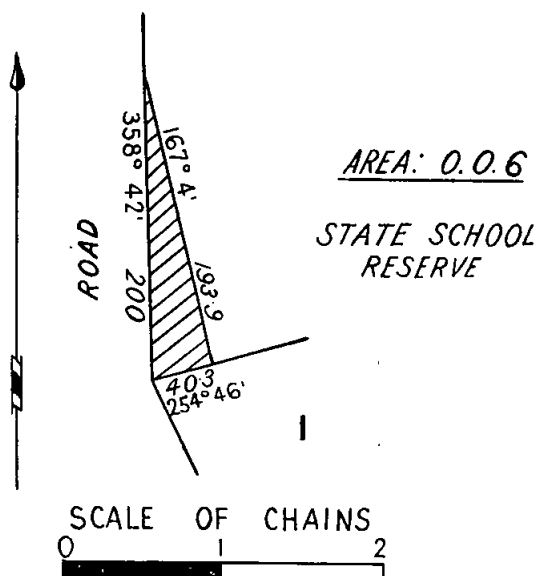 358° 42'
200
167° 4'
193·9
ROAD
AREA: 0.0.6
STATE SCHOOL
RESERVE
40·3
254° 46'
I
SCALE OF CHAINS
0 1 2